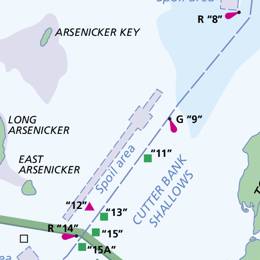 Spoil area
R "8"
ARSENICKER KEY
G "9"
LONG
ARSENICKER
"11"
EAST
ARSENICKER
Spoil area
CUTTER BANK
SHALLOWS
"12"
"13"
R "14"
"15"
"15A"